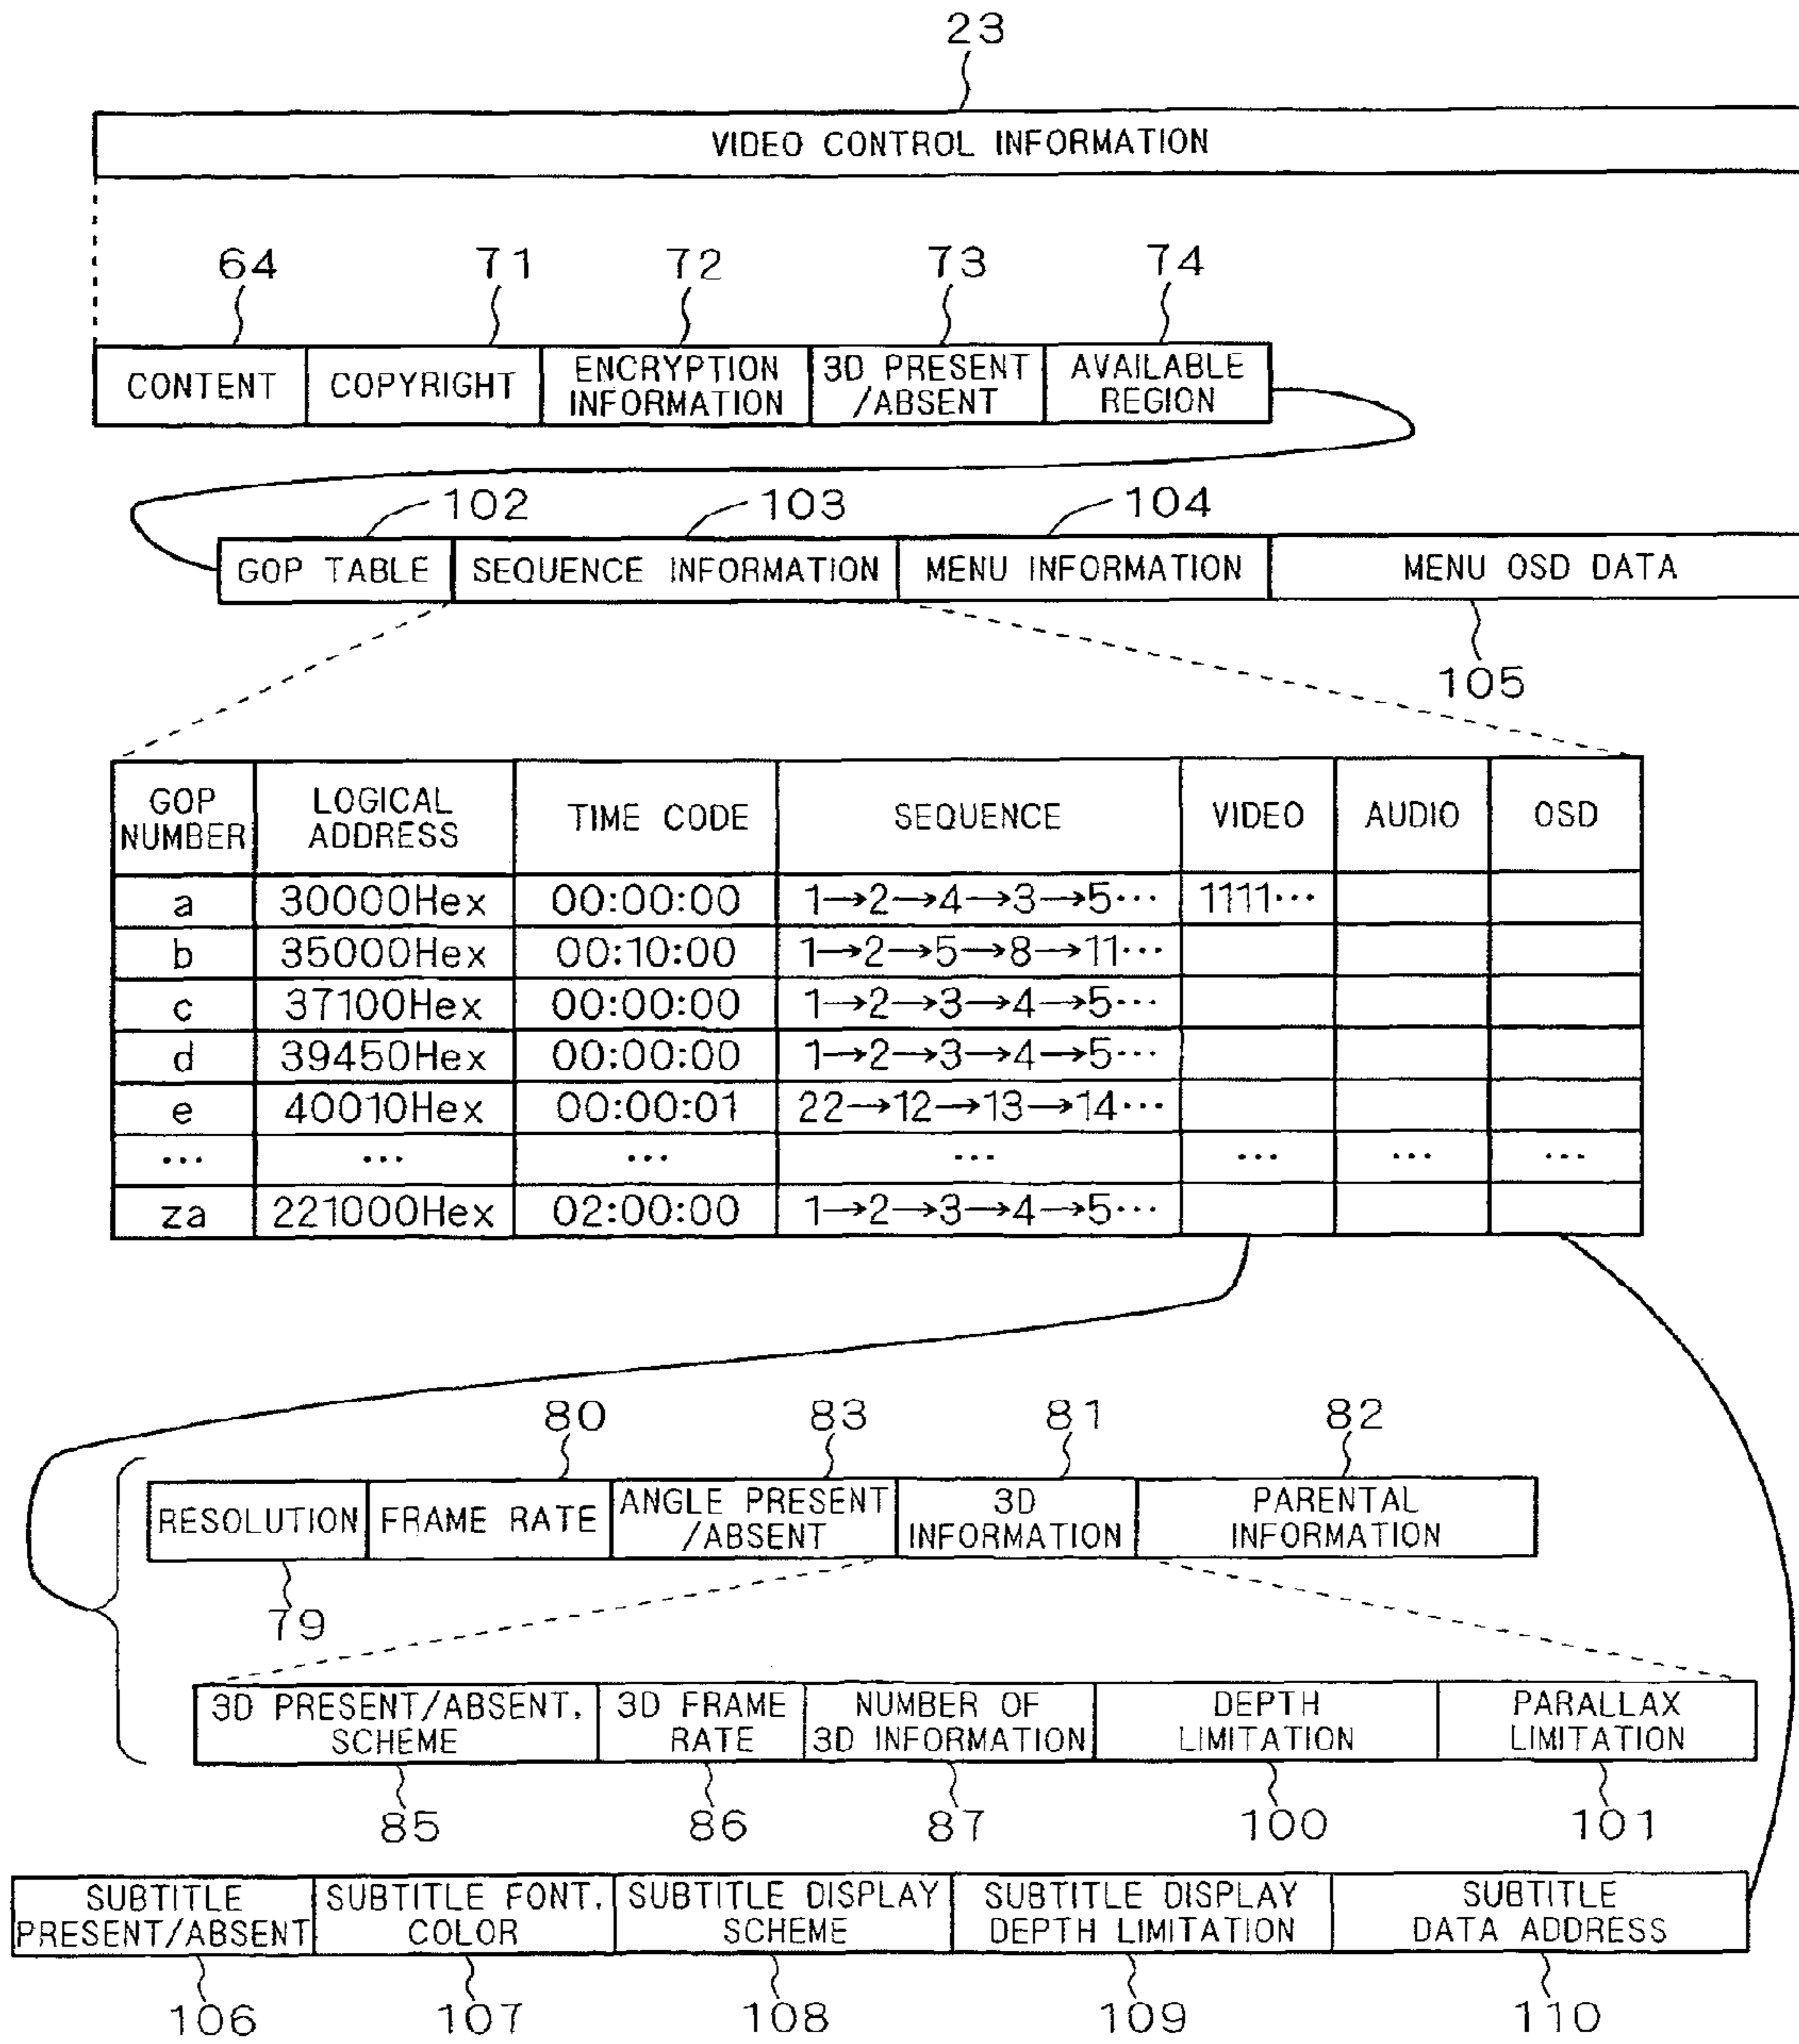 23
VIDEO CONTROL INFORMATION
64 71 72 73 74
CONTENT COPYRIGHT ENCRYPTION INFORMATION 3D PRESENT /ABSENT AVAILABLE REGION
102 103 104
GOP TABLE SEQUENCE INFORMATION MENU INFORMATION MENU OSD DATA
105
GOP NUMBER LOGICAL ADDRESS TIME CODE SEQUENCE VIDEO AUDIO OSD
a 30000Hex 00:00:00 1→2→4→3→5··· 1111···
b 35000Hex 00:10:00 1→2→5→8→11···
c 37100Hex 00:00:00 1→2→3→4→5···
d 39450Hex 00:00:00 1→2→3→4→5···
e 40010Hex 00:00:01 22→12→13→14···
··· ··· ··· ··· ··· ··· ···
za 221000Hex 02:00:00 1→2→3→4→5···
80 83 81 82
RESOLUTION FRAME RATE ANGLE PRESENT /ABSENT 3D INFORMATION PARENTAL INFORMATION
79
3D PRESENT/ABSENT, SCHEME 3D FRAME RATE NUMBER OF 3D INFORMATION DEPTH LIMITATION PARALLAX LIMITATION
85 86 87 100 101
SUBTITLE PRESENT/ABSENT SUBTITLE FONT, COLOR SUBTITLE DISPLAY SCHEME SUBTITLE DISPLAY DEPTH LIMITATION SUBTITLE DATA ADDRESS
106 107 108 109 110